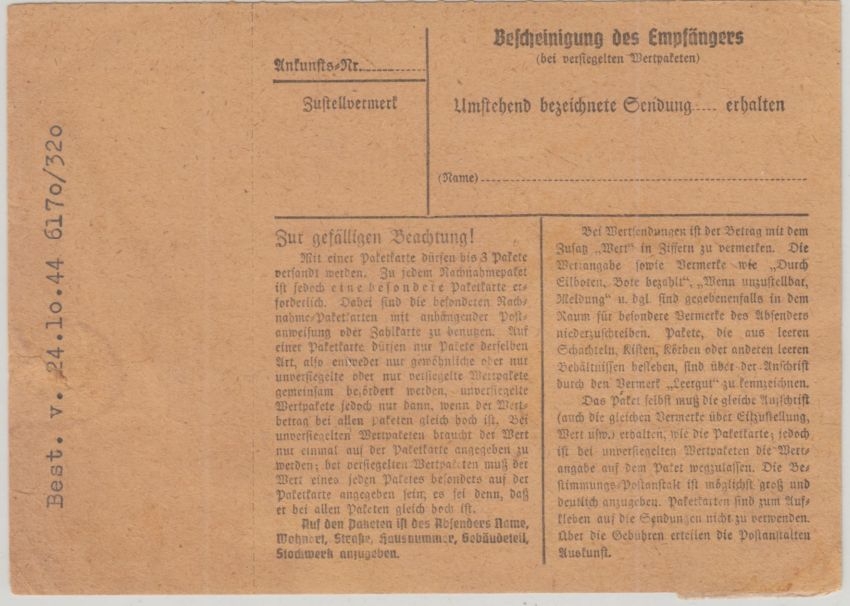 Best. v. 24.10.44 6170/320
Ankunfts-Nr.
Zustellvermerk
Bescheinigung des Empfängers
(bei versiegelten Wertpaketen)
Umstehend bezeichnete Sendung.... erhalten
(Name)
Zur gefälligen Beachtung!
Mit einer Paketkarte dürfen bis 3 Pakete
versandt werden. Zu jedem Nachnahmepaket
ist jedoch eine besondere Paketkarte er-
forderlich. Dabei sind die besonderen Nach-
nahme-Paketkarten mit anhängender Post-
anweisung oder Zahlkarte zu benutzen. Auf
einer Paketkarte dürfen nur Pakete derselben
Art, also entweder nur gewöhnliche oder nur
unversiegelte oder nur versiegelte Wertpakete
gemeinsam befördert werden, unversiegelte
Wertpakete jedoch nur dann, wenn der Wert-
betrag bei allen Paketen gleich hoch ist. Bei
unversiegelten Wertpaketen braucht der Wert
nur einmal auf der Paketkarte angegeben zu
werden; bei versiegelten Wertpaketen muß der
Wert eines jeden Paketes besonders auf der
Paketkarte angegeben sein, es sei denn, daß
er bei allen Paketen gleich hoch ist.
Auf den Paketen ist des Absenders Name,
Wohnort, Straße, Hausnummer, Gebäudeteil,
Stockwerk anzugeben.
Bei Wertsendungen ist der Betrag mit dem
Zusatz „Wert" in Ziffern zu vermerken. Die
Wertangabe sowie Vermerke wie „Durch
Eilboten, Bote bezahlt", „Wenn unzustellbar,
Meldung" u. dgl. sind gegebenenfalls in dem
Raum für besondere Vermerke des Absenders
niederzuschreiben. Pakete, die aus leeren
Schachteln, Kisten, Körben oder anderen leeren
Behältnissen bestehen, sind über der Anschrift
durch den Vermerk „Leergut" zu kennzeichnen.
Das Paket selbst muß die gleiche Anschrift
(auch die gleichen Vermerke über Eilzustellung,
Wert usw.) erhalten, wie die Paketkarte; jedoch
ist bei unversiegelten Wertpaketen die Wert-
angabe auf dem Paket wegzulassen. Die Be-
stimmungs-Postanstalt ist möglichst groß und
deutlich anzugeben. Paketkarten sind zum Auf-
kleben auf die Sendungen nicht zu verwenden.
Über die Gebühren erteilen die Postanstalten
Auskunft.